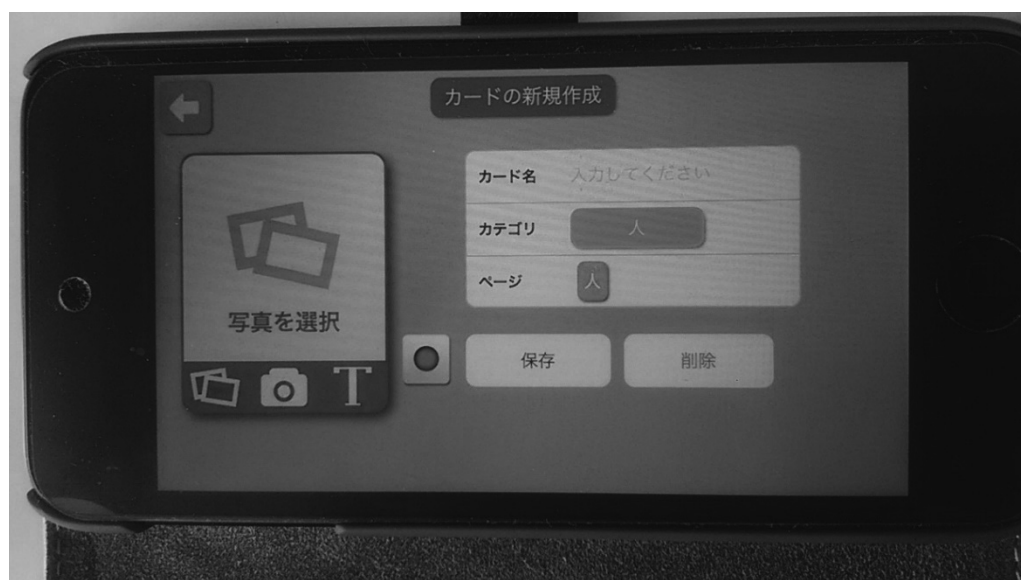 カードの新規作成
カード名 入力してください
カテゴリ 人
ページ 人
写真を選択
T
保存 削除